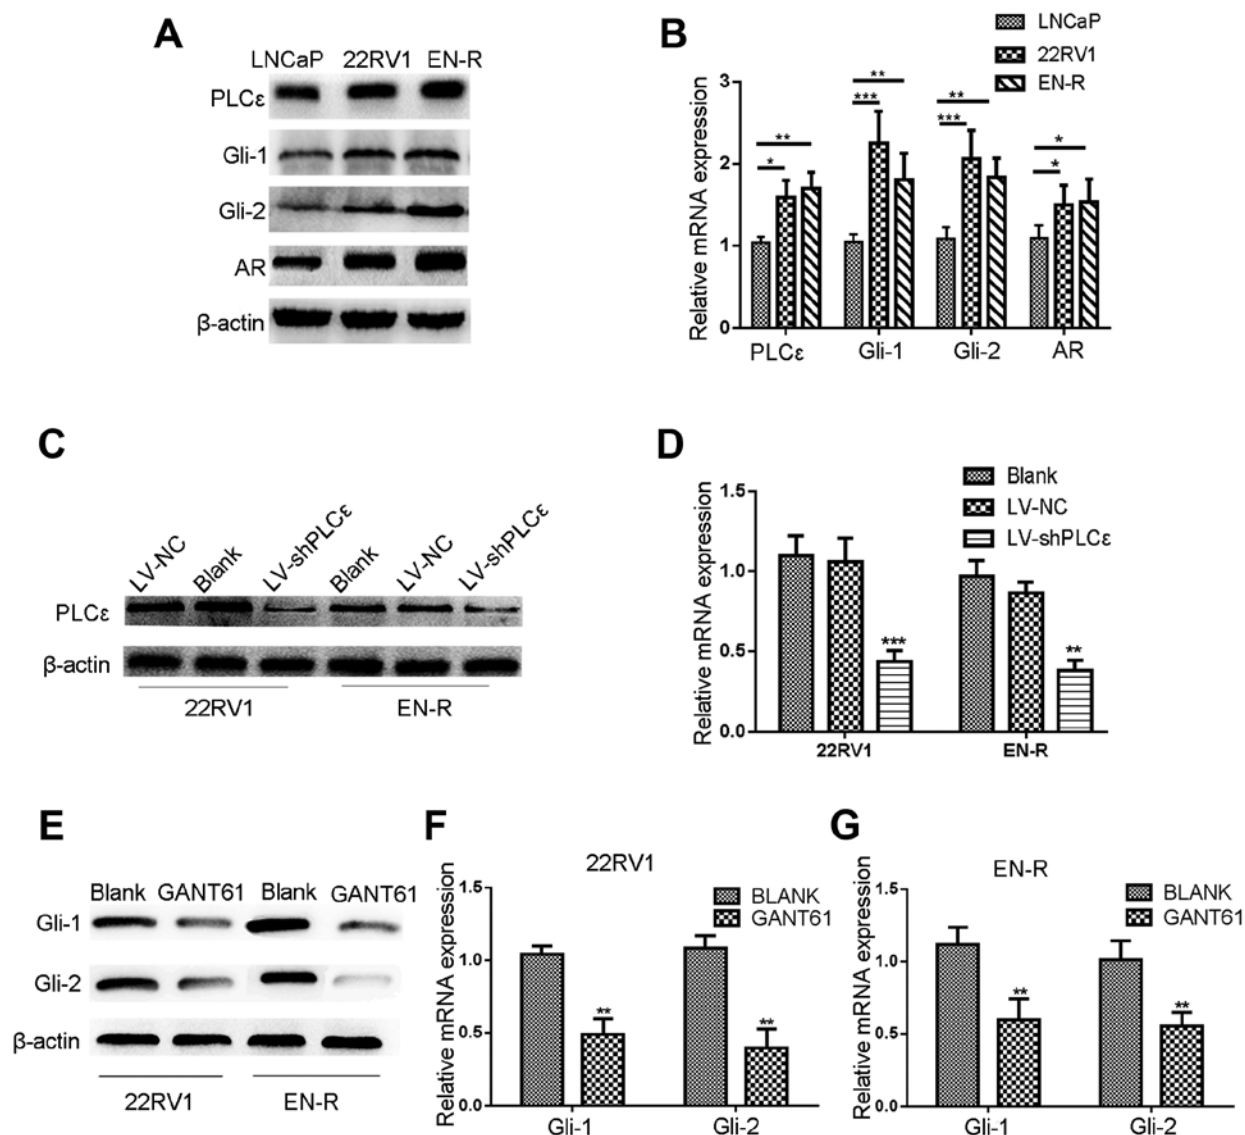 A
LNCaP 22RV1 EN-R
PLCε
Gli-1
Gli-2
AR
β-actin
B
LNCaP
22RV1
EN-R
Relative mRNA expression
3
2
1
0
* ** *** ** *** ** * *
PLCε Gli-1 Gli-2 AR
C
LV-NC Blank LV-shPLCε Blank LV-NC LV-shPLCε
PLCε
β-actin
22RV1 EN-R
D
Blank
LV-NC
LV-shPLCε
Relative mRNA expression
1.5
1.0
0.5
0.0
*** **
22RV1 EN-R
E
Blank GANT61 Blank GANT61
Gli-1
Gli-2
β-actin
22RV1 EN-R
F
22RV1
BLANK
GANT61
Relative mRNA expression
1.5
1.0
0.5
0.0
** **
Gli-1 Gli-2
G
EN-R
BLANK
GANT61
Relative mRNA expression
1.5
1.0
0.5
0.0
** **
Gli-1 Gli-2